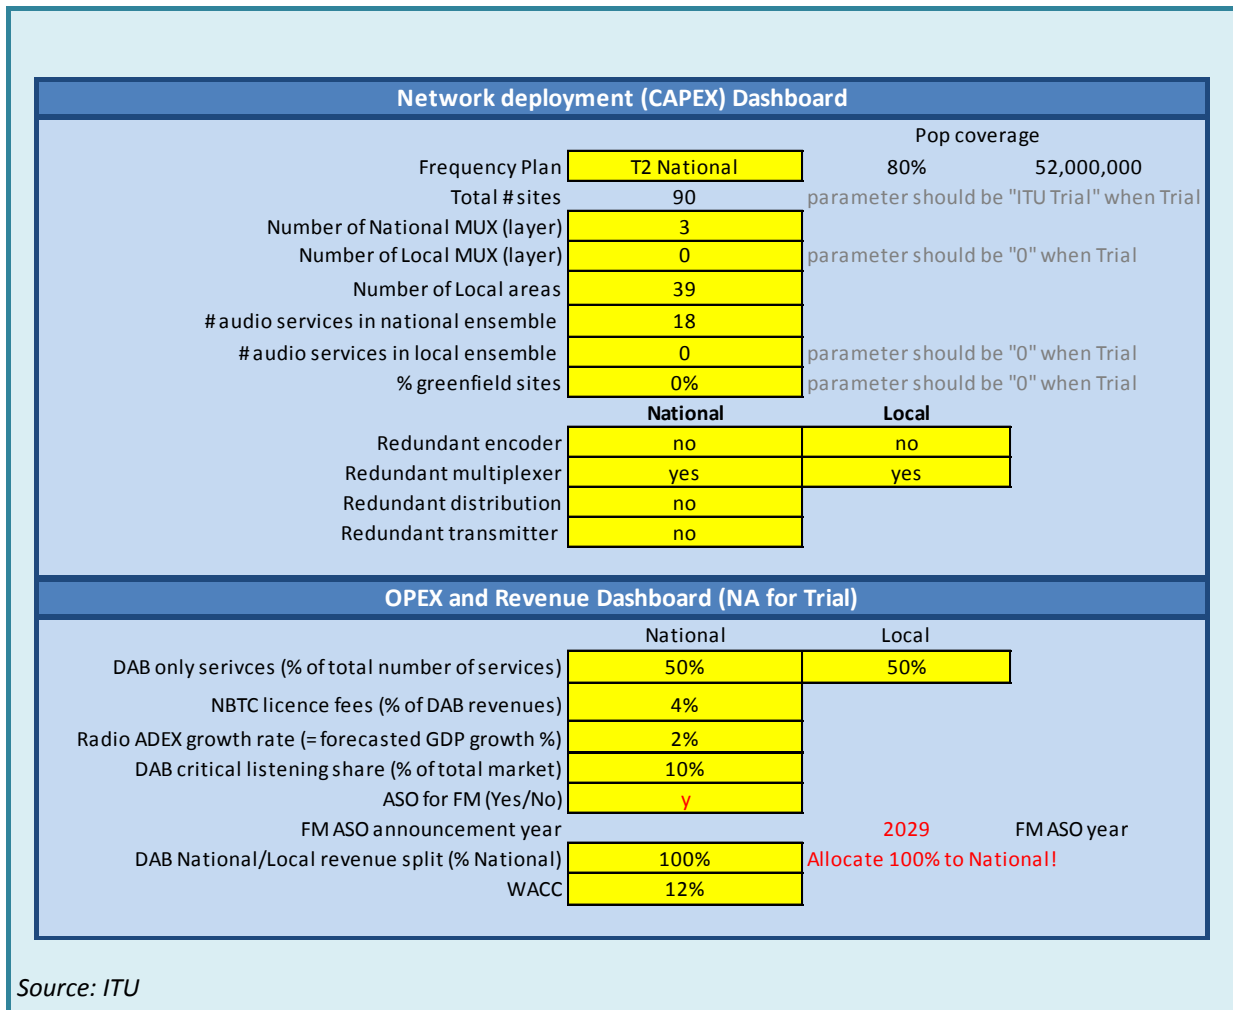 Network deployment (CAPEX) Dashboard
Pop coverage
Frequency Plan T2 National 80% 52,000,000
Total # sites 90 parameter should be "ITU Trial" when Trial
Number of National MUX (layer) 3
Number of Local MUX (layer) 0 parameter should be "0" when Trial
Number of Local areas 39
# audio services in national ensemble 18
# audio services in local ensemble 0 parameter should be "0" when Trial
% greenfield sites 0% parameter should be "0" when Trial
National Local
Redundant encoder no no
Redundant multiplexer yes yes
Redundant distribution no
Redundant transmitter no
OPEX and Revenue Dashboard (NA for Trial)
National Local
DAB only serivces (% of total number of services) 50% 50%
NBTC licence fees (% of DAB revenues) 4%
Radio ADEX growth rate (= forecasted GDP growth %) 2%
DAB critical listening share (% of total market) 10%
ASO for FM (Yes/No) y
FM ASO announcement year 2029 FM ASO year
DAB National/Local revenue split (% National) 100% Allocate 100% to National!
WACC 12%
Source: ITU